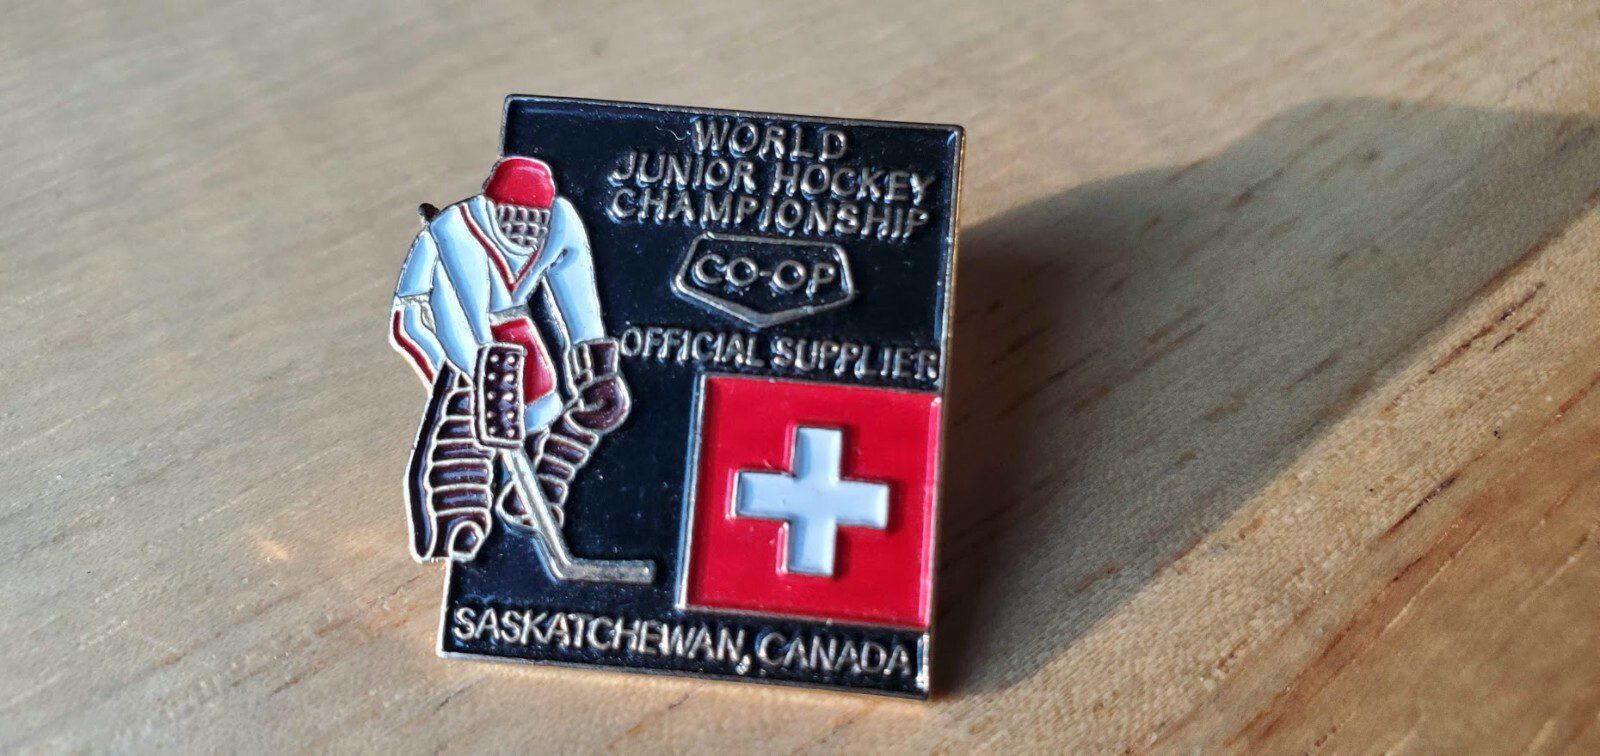 WORLD
JUNIOR HOCKEY
CHAMPIONSHIP
CO-OP
OFFICIAL SUPPLIER
SASKATCHEWAN, CANADA